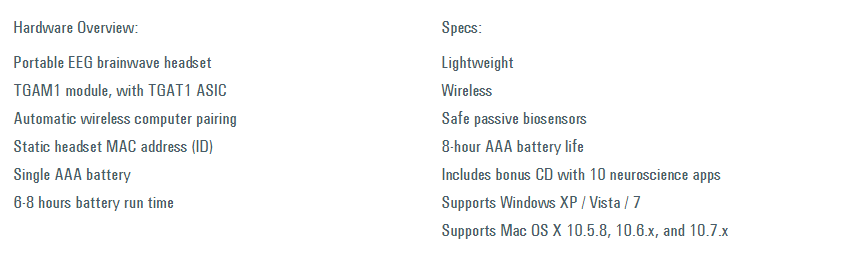 Hardware Overview:
Portable EEG brainwave headset
TGAM1 module, with TGAT1 ASIC
Automatic wireless computer pairing
Static headset MAC address (ID)
Single AAA battery
6-8 hours battery run time
Specs:
Lightweight
Wireless
Safe passive biosensors
8-hour AAA battery life
Includes bonus CD with 10 neuroscience apps
Supports Windows XP / Vista / 7
Supports Mac OS X 10.5.8, 10.6.x, and 10.7.x